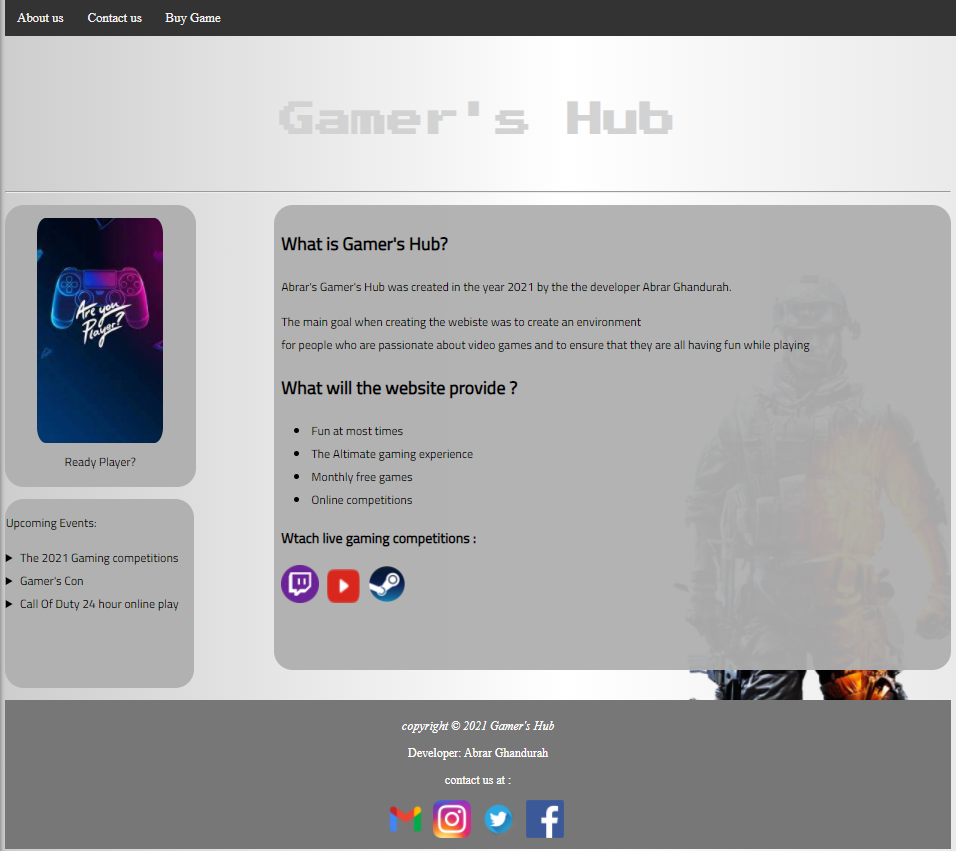 About us Contact us Buy Game
Gamer's Hub
Are you
Player?
Ready Player?
Upcoming Events:
The 2021 Gaming competitions
Gamer's Con
Call Of Duty 24 hour online play
What is Gamer's Hub?
Abrar's Gamer's Hub was created in the year 2021 by the the developer Abrar Ghandurah.
The main goal when creating the webiste was to create an environment
for people who are passionate about video games and to ensure that they are all having fun while playing
What will the website provide ?
Fun at most times
The Altimate gaming experience
Monthly free games
Online competitions
Wtach live gaming competitions :
copyright © 2021 Gamer's Hub
Developer: Abrar Ghandurah
contact us at :